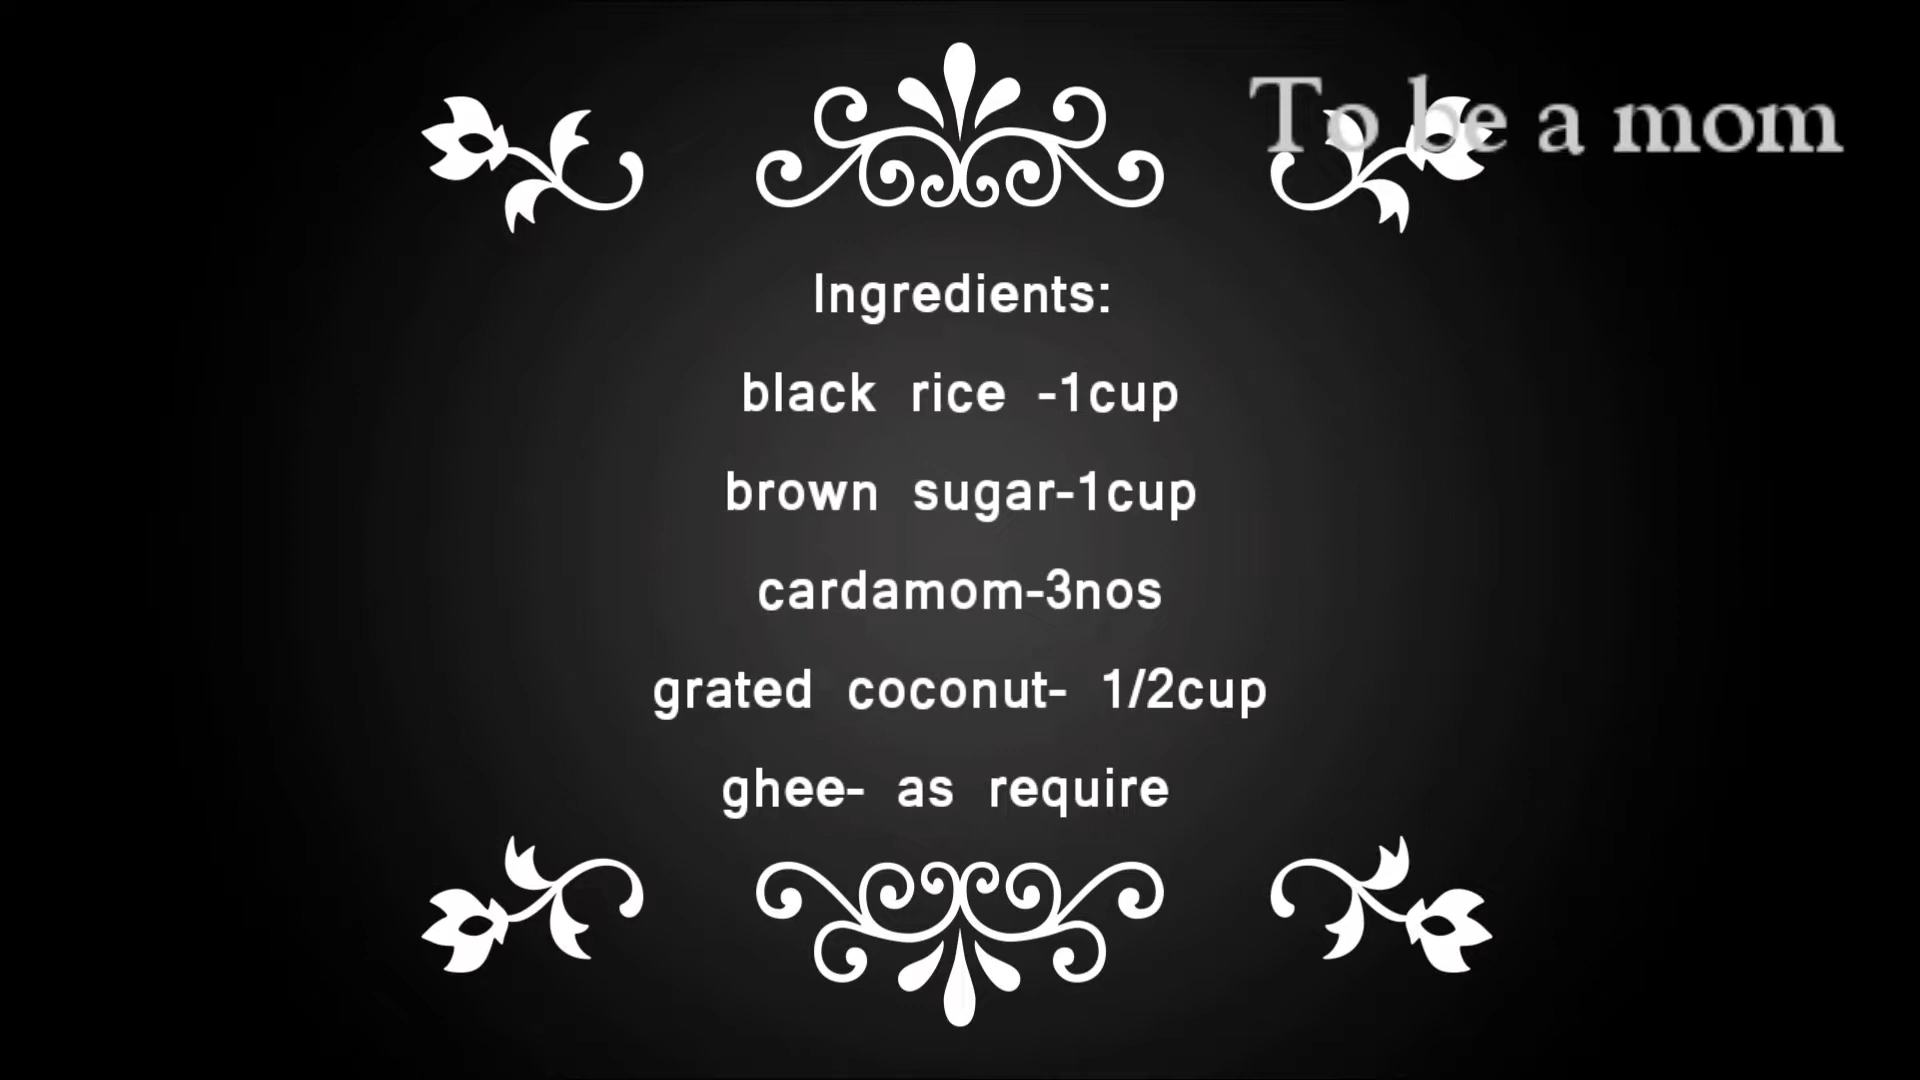 To be a mom
Ingredients:
black rice -1cup
brown sugar-1cup
cardamom-3nos
grated coconut- 1/2cup
ghee- as require